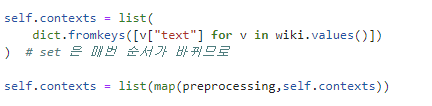 self.contexts = list(
    dict.fromkeys([v["text"] for v in wiki.values()])
)  # set 은 매번 순서가 바뀌므로

self.contexts = list(map(preprocessing,self.contexts))